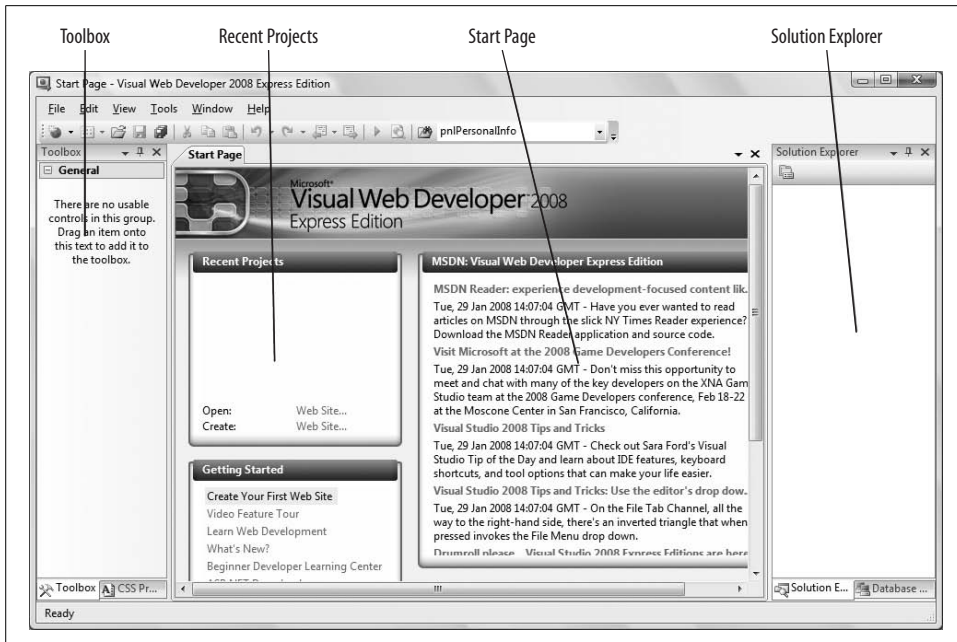 Toolbox
Recent Projects
Start Page
Solution Explorer
Start Page - Visual Web Developer 2008 Express Edition
File Edit View Tools Window Help
pnlPersonalInfo
Toolbox
General
There are no usable
controls in this group.
Drag an item onto
this text to add it to
the toolbox.
Start Page
Microsoft
Visual Web Developer 2008
Express Edition
Recent Projects
Open: Web Site...
Create: Web Site...
Getting Started
Create Your First Web Site
Video Feature Tour
Learn Web Development
What's New?
Beginner Developer Learning Center
MSDN: Visual Web Developer Express Edition
MSDN Reader: experience development-focused content lik...
Tue, 29 Jan 2008 14:07:04 GMT - Have you ever wanted to read
articles on MSDN through the slick NY Times Reader experience?
Download the MSDN Reader application and source code.
Visit Microsoft at the 2008 Game Developers Conference!
Tue, 29 Jan 2008 14:07:04 GMT - Don't miss this opportunity to
meet and chat with many of the key developers on the XNA Gam
Studio team at the 2008 Game Developers conference, Feb 18-22
at the Moscone Center in San Francisco, California.
Visual Studio 2008 Tips and Tricks
Tue, 29 Jan 2008 14:07:04 GMT - Check out Sara Ford's Visual
Studio Tip of the Day and learn about IDE features, keyboard
shortcuts, and tool options that can make your life easier.
Visual Studio 2008 Tips and Tricks: Use the editor's drop dow...
Tue, 29 Jan 2008 14:07:04 GMT - On the File Tab Channel, all the
way to the right-hand side, there's an inverted triangle that when
pressed invokes the File Menu drop down.
Drumroll please... Visual Studio 2008 Express Editions are here
Solution Explorer
Toolbox
CSS Pr...
Solution E...
Database ...
Ready